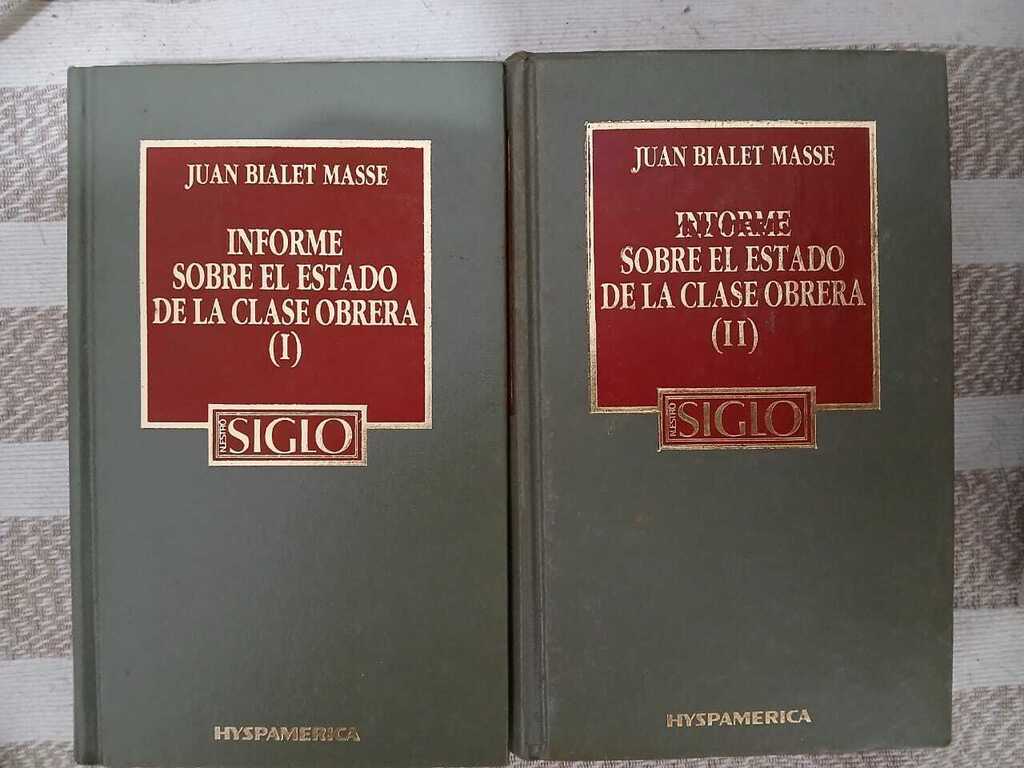 JUAN BIALET MASSE
INFORME
SOBRE EL ESTADO
DE LA CLASE OBRERA
(I)
NUESTRO
SIGLO
HYSPAMERICA
JUAN BIALET MASSE
INFORME
SOBRE EL ESTADO
DE LA CLASE OBRERA
(II)
NUESTRO
SIGLO
HYSPAMERICA